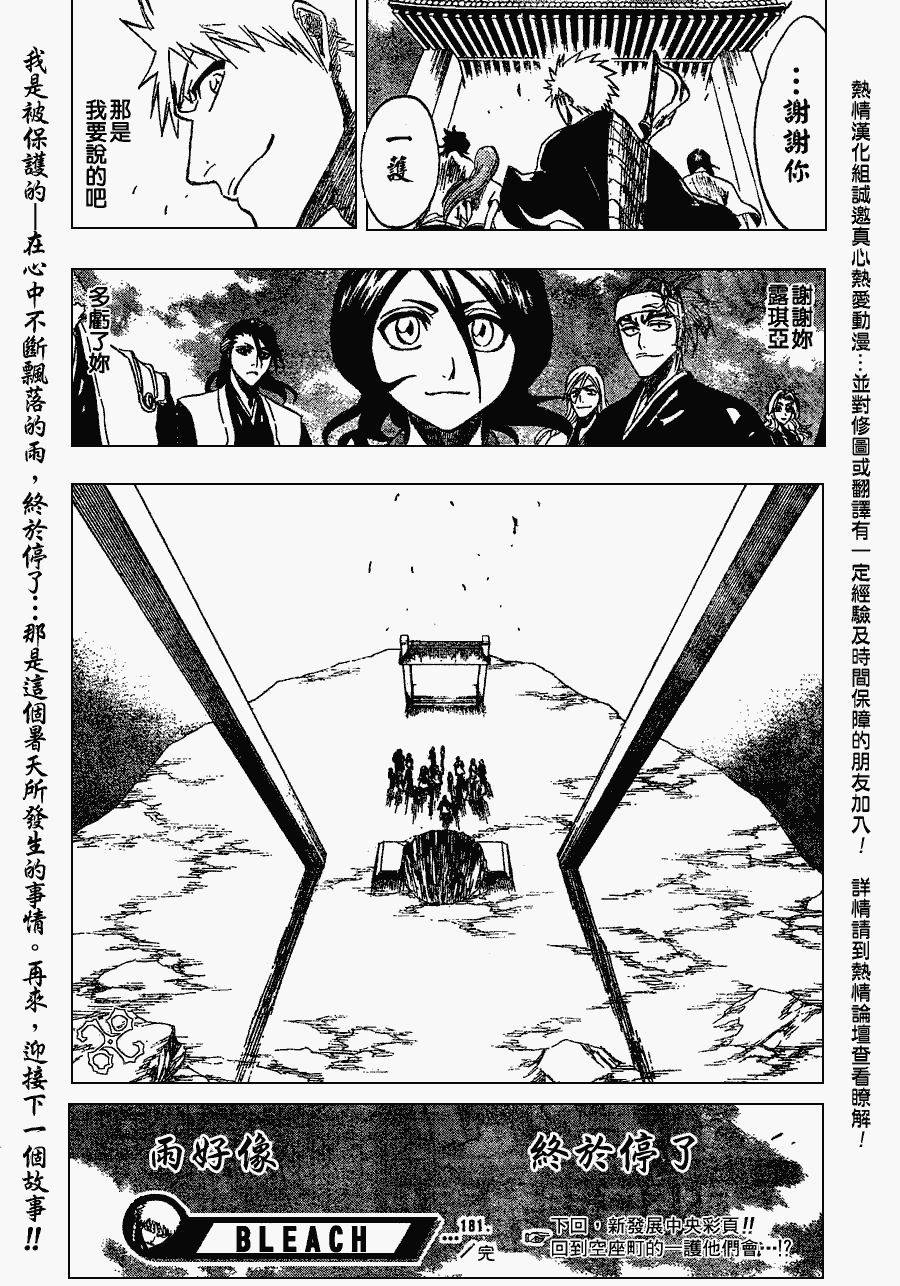 熱情漢化組誠邀真心熱愛動漫…並對修圖或翻譯有一定經驗及時間保障的朋友加入！ 詳情請到熱情論壇查看瞭解！
…謝謝你
一護
那是
我要說的吧
謝謝妳
露琪亞
多虧了妳
終於停了
雨好像
BLEACH
…181.
／完
☞下回，新發展中央彩頁!!
回到空座町的一護他們會…!?
我是被保護的──在心中不斷飄落的雨，終於停了…那是這個暑天所發生的事情。再來，迎接下一個故事!!